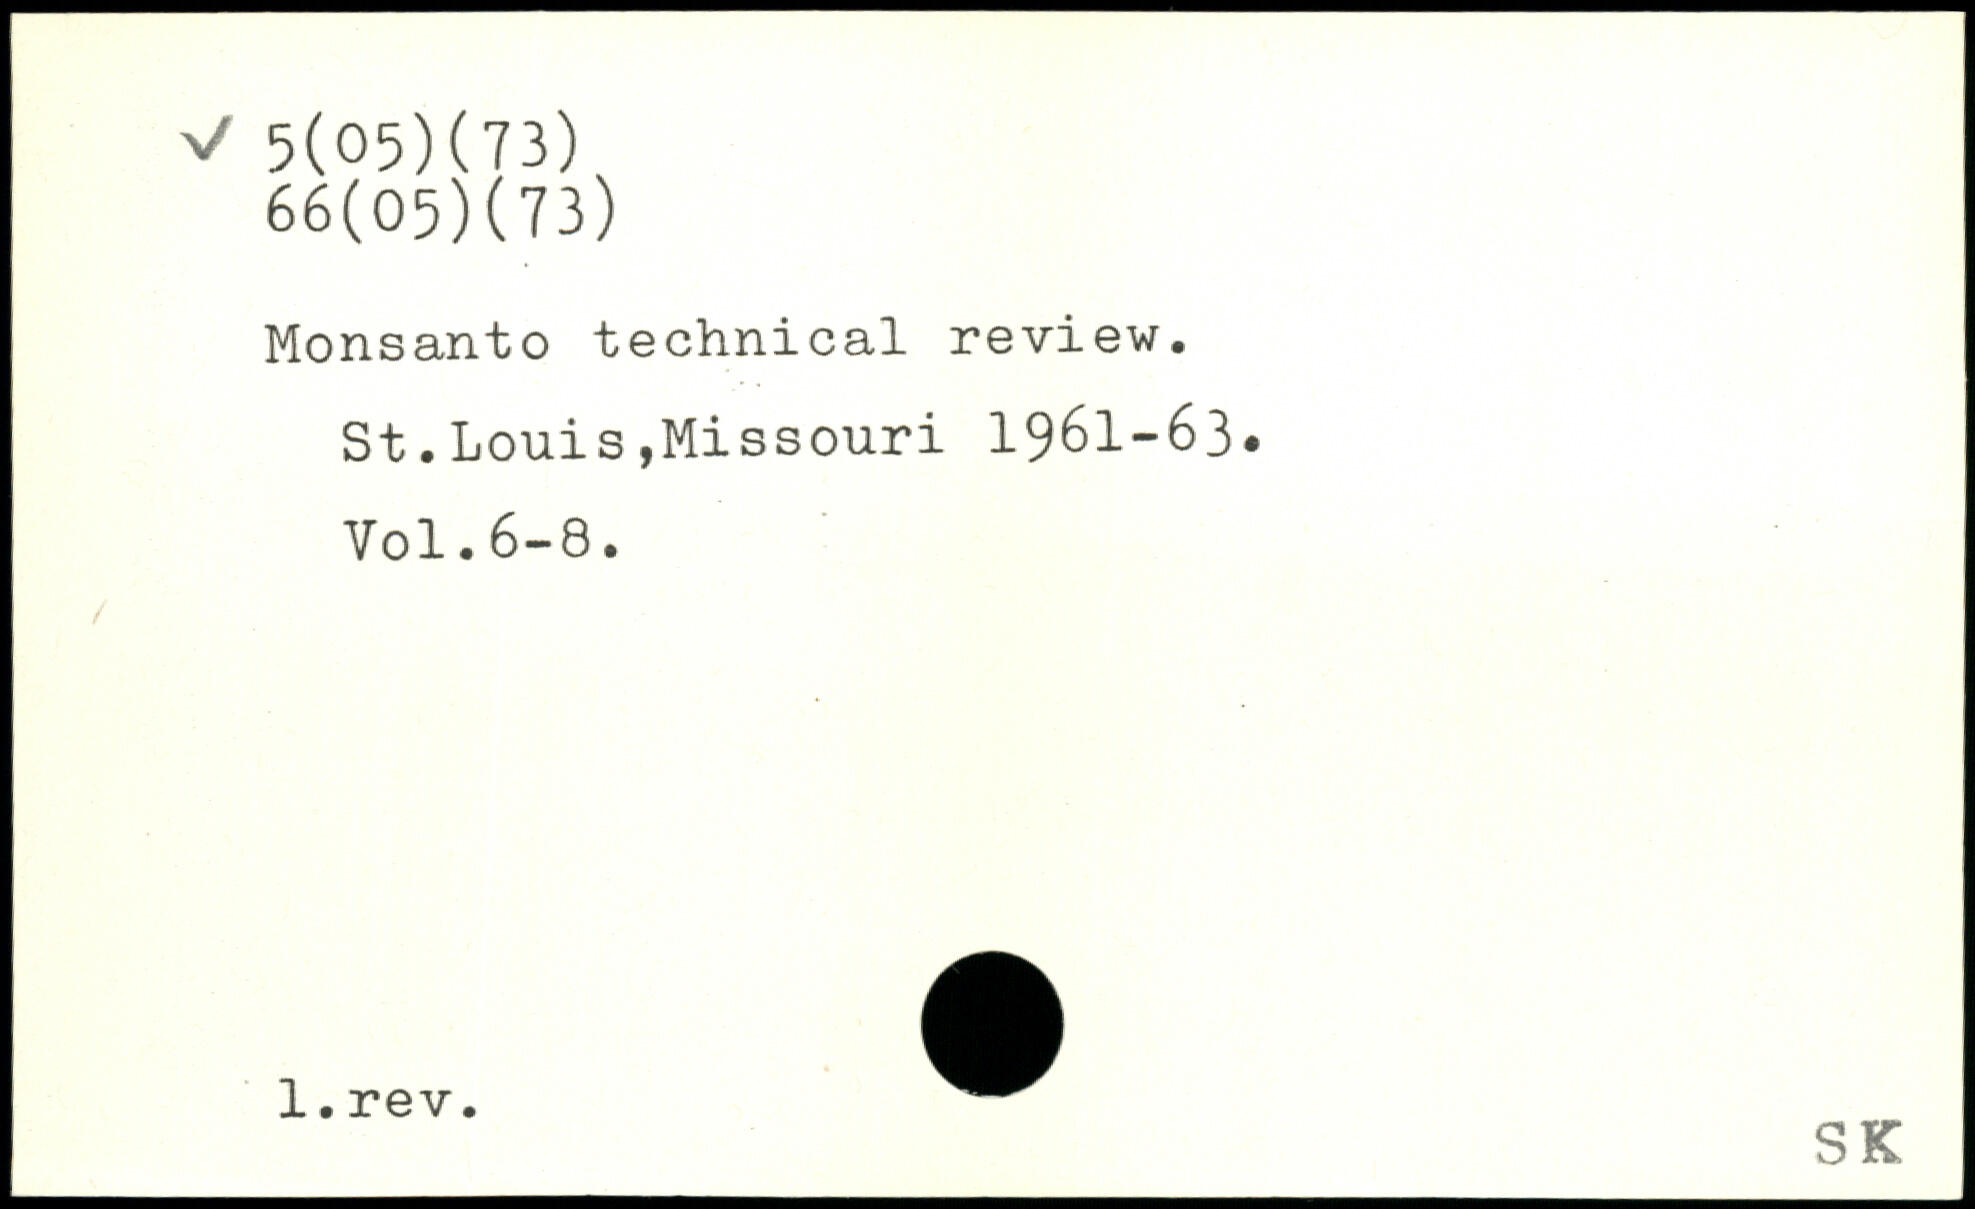 ✓ 5(05)(73)
66(05)(73)
Monsanto technical review.
St.Louis,Missouri 1961-63.
Vol.6-8.
1.rev.
SK